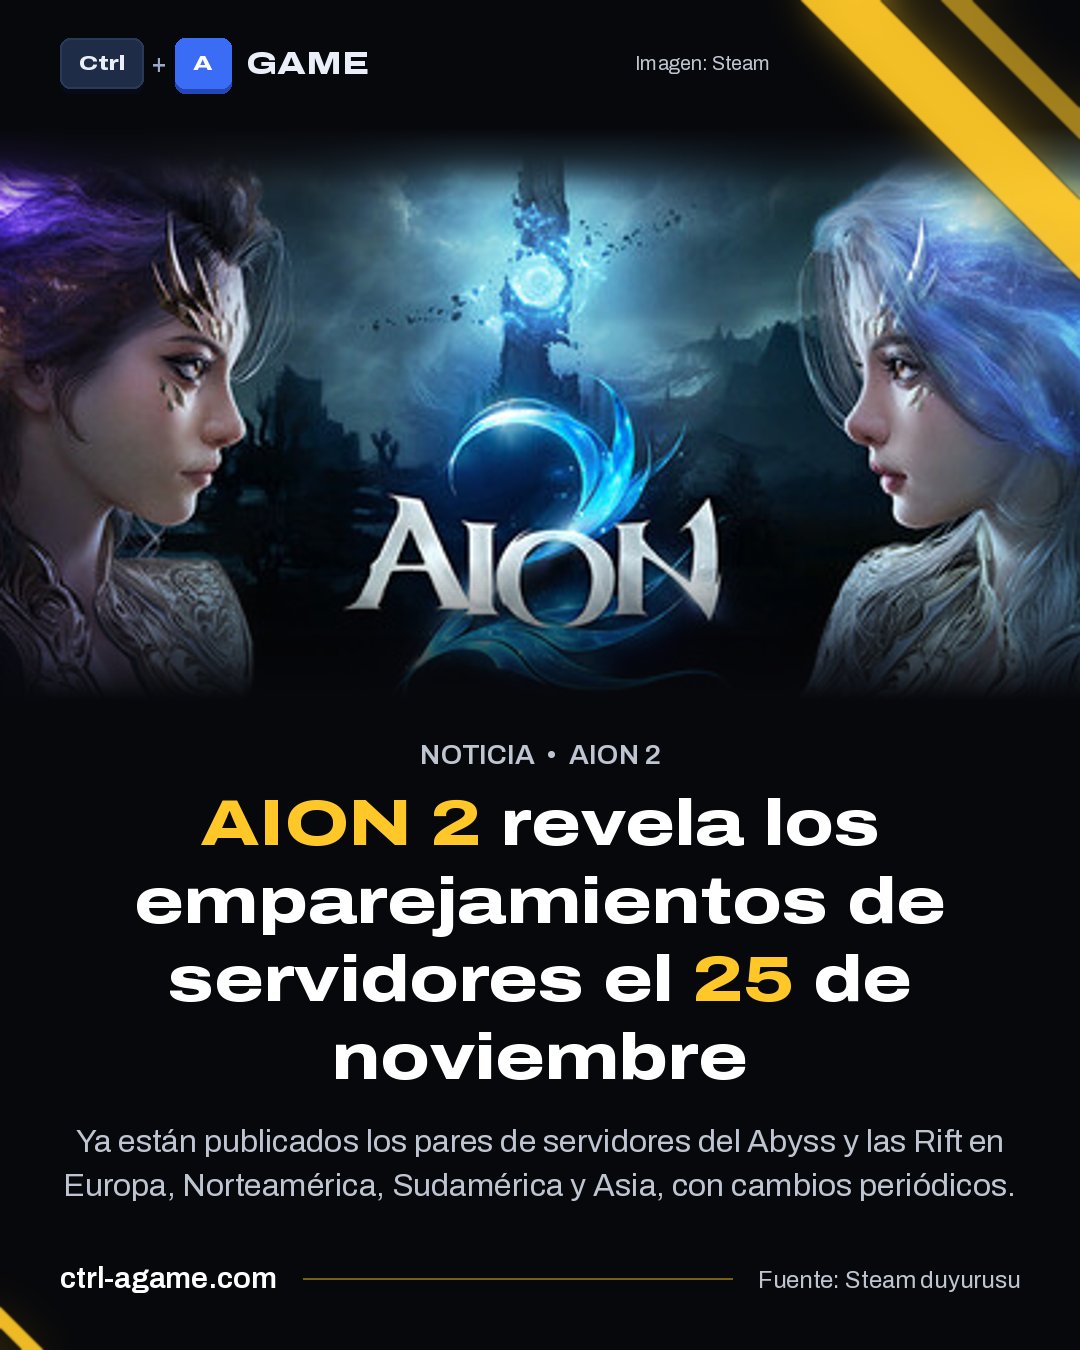 Ctrl + A GAME
Imagen: Steam
AION 2
NOTICIA • AION 2
AION 2 revela los
emparejamientos de
servidores el 25 de
noviembre
Ya están publicados los pares de servidores del Abyss y las Rift en
Europa, Norteamérica, Sudamérica y Asia, con cambios periódicos.
ctrl-agame.com
Fuente: Steam duyurusu